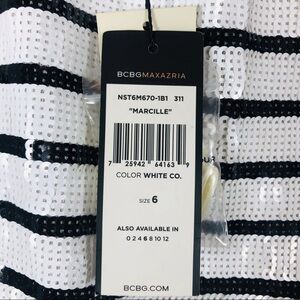 BCBGMAXAZRIA
NST6M670-1B1 311
"MARCILLE"
7 25942 64163 9
COLOR WHITE CO.
SIZE 6
ALSO AVAILABLE IN
0 2 4 6 8 10 12
BCBG.COM